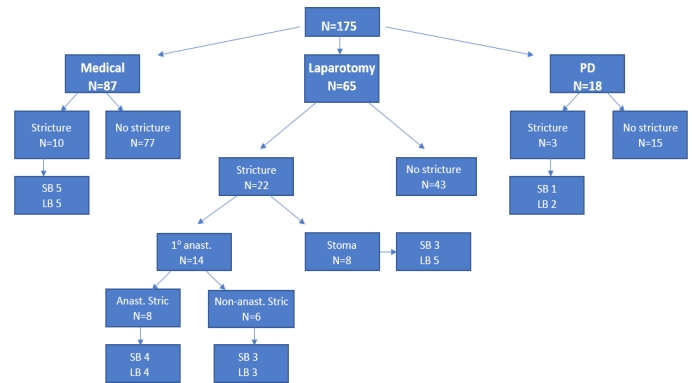 N=175
Medical
N=87
Laparotomy
N=65
PD
N=18
Stricture
N=10
No stricture
N=77
Stricture
N=3
No stricture
N=15
SB 5
LB 5
Stricture
N=22
No stricture
N=43
SB 1
LB 2
1⁰ anast.
N=14
Stoma
N=8
SB 3
LB 5
Anast. Stric
N=8
Non-anast. Stric
N=6
SB 4
LB 4
SB 3
LB 3